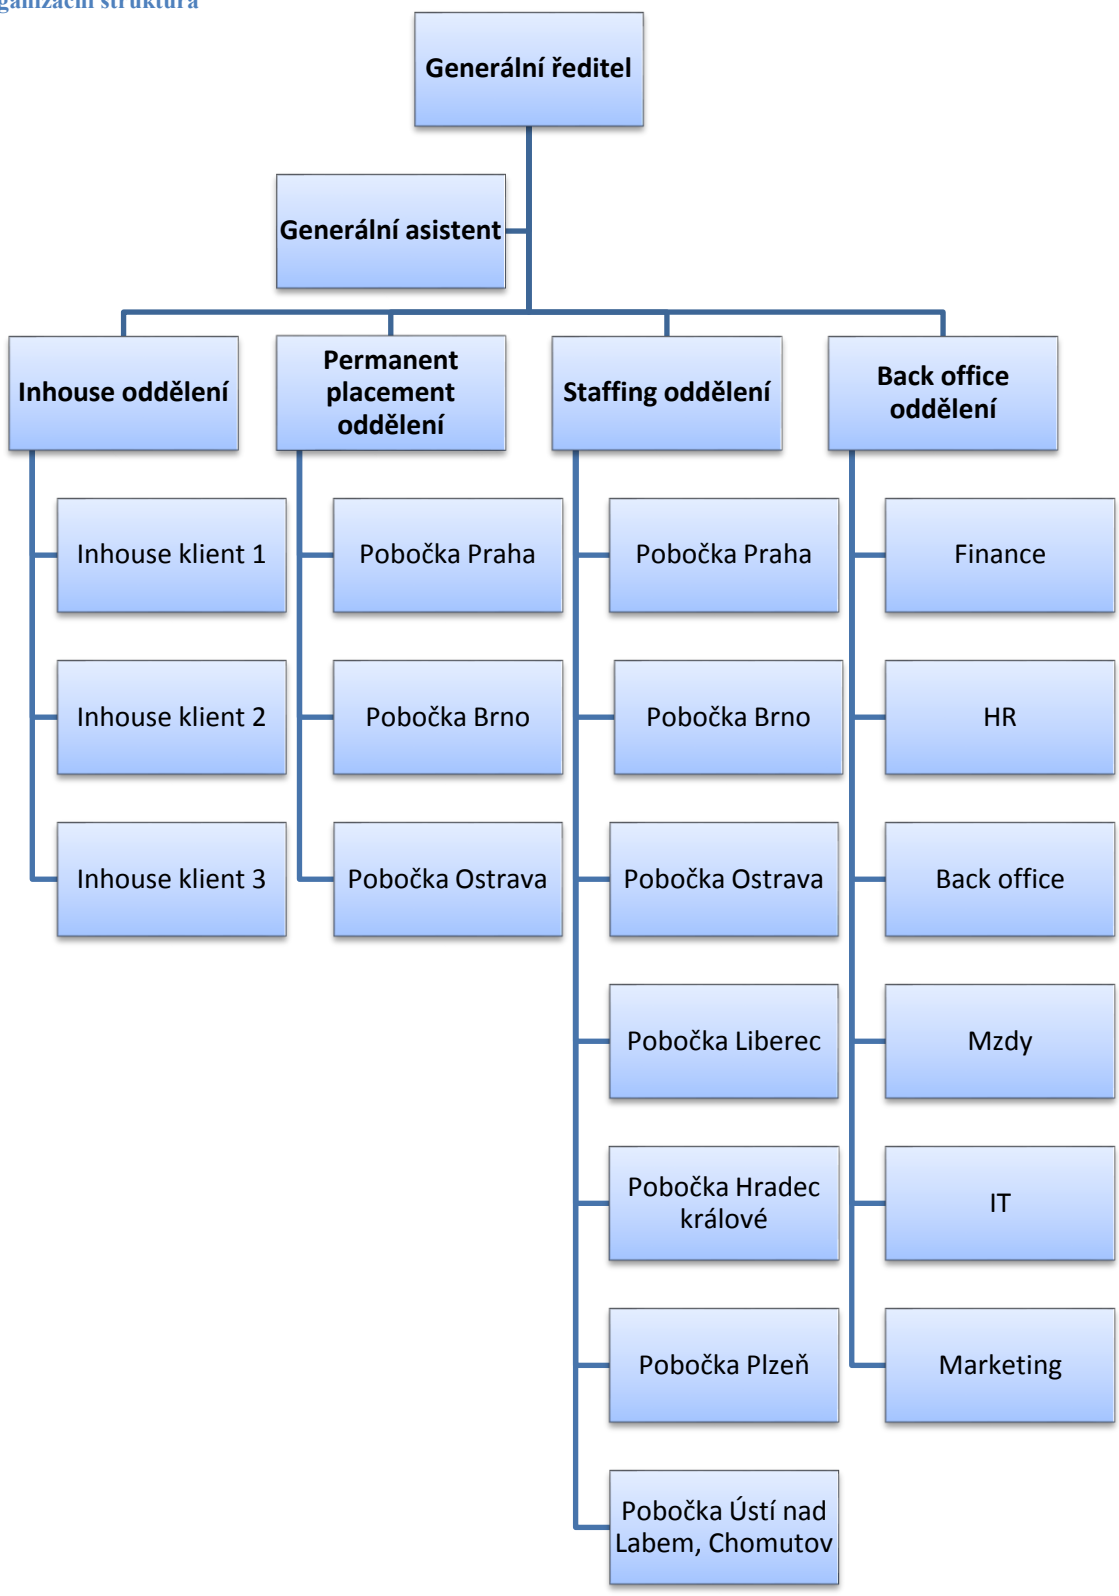 ganizační struktura
Generální ředitel
Generální asistent
Inhouse oddělení
Permanent
placement
oddělení
Staffing oddělení
Back office
oddělení
Inhouse klient 1
Pobočka Praha
Pobočka Praha
Finance
Inhouse klient 2
Pobočka Brno
Pobočka Brno
HR
Inhouse klient 3
Pobočka Ostrava
Pobočka Ostrava
Back office
Pobočka Liberec
Mzdy
Pobočka Hradec
králové
IT
Pobočka Plzeň
Marketing
Pobočka Ústí nad
Labem, Chomutov